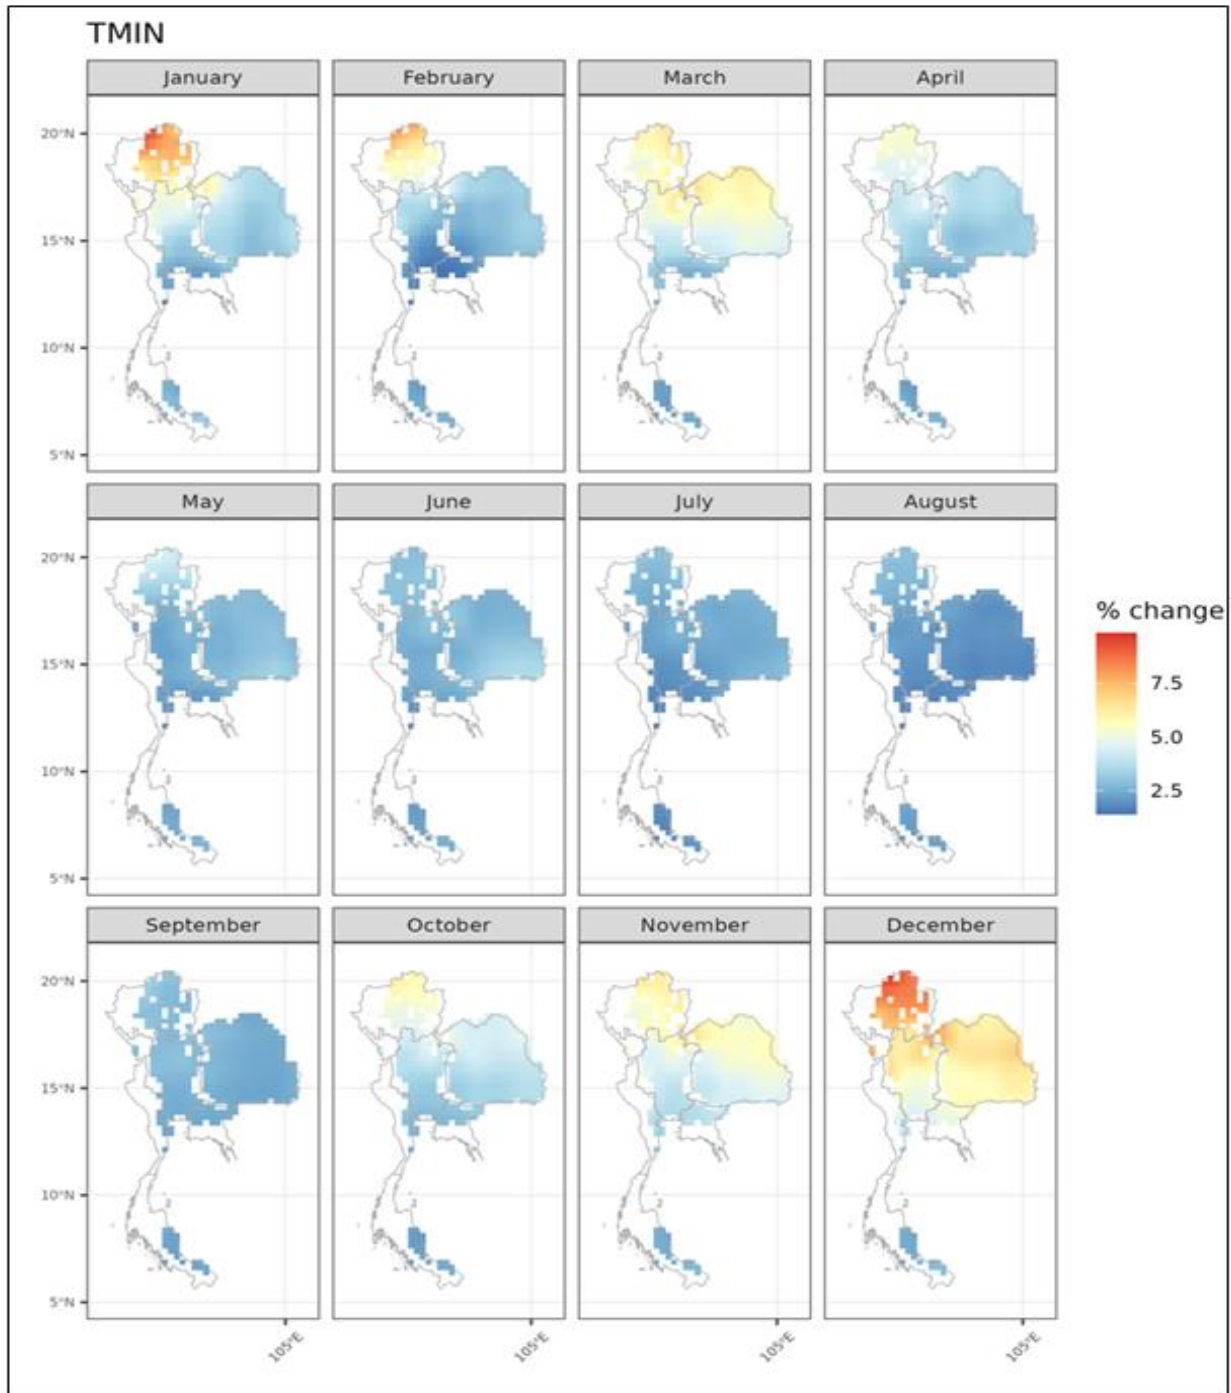 TMIN
January February March April
20°N
15°N
10°N
5°N
May June July August
20°N
15°N
10°N
5°N
% change
7.5
5.0
2.5
September October November December
20°N
15°N
10°N
5°N
105°E 105°E 105°E 105°E